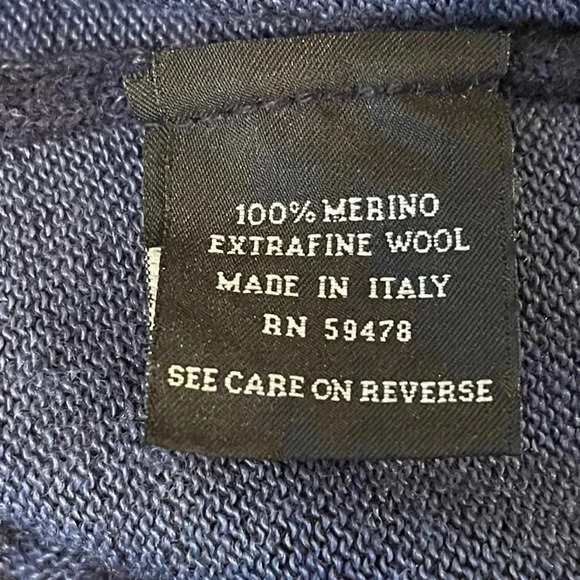 100% MERINO
EXTRAFINE WOOL
MADE IN ITALY
RN 59478
SEE CARE ON REVERSE